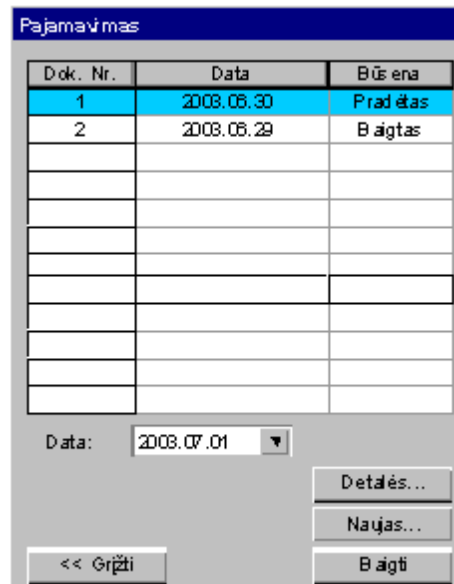 Pajamavimas
Dok. Nr. Data Būsena
1 2003.06.30 Pradėtas
2 2003.06.29 Baigtas
Data: 2003.07.01
Detalės...
Naujas...
<< Grįžti Baigti